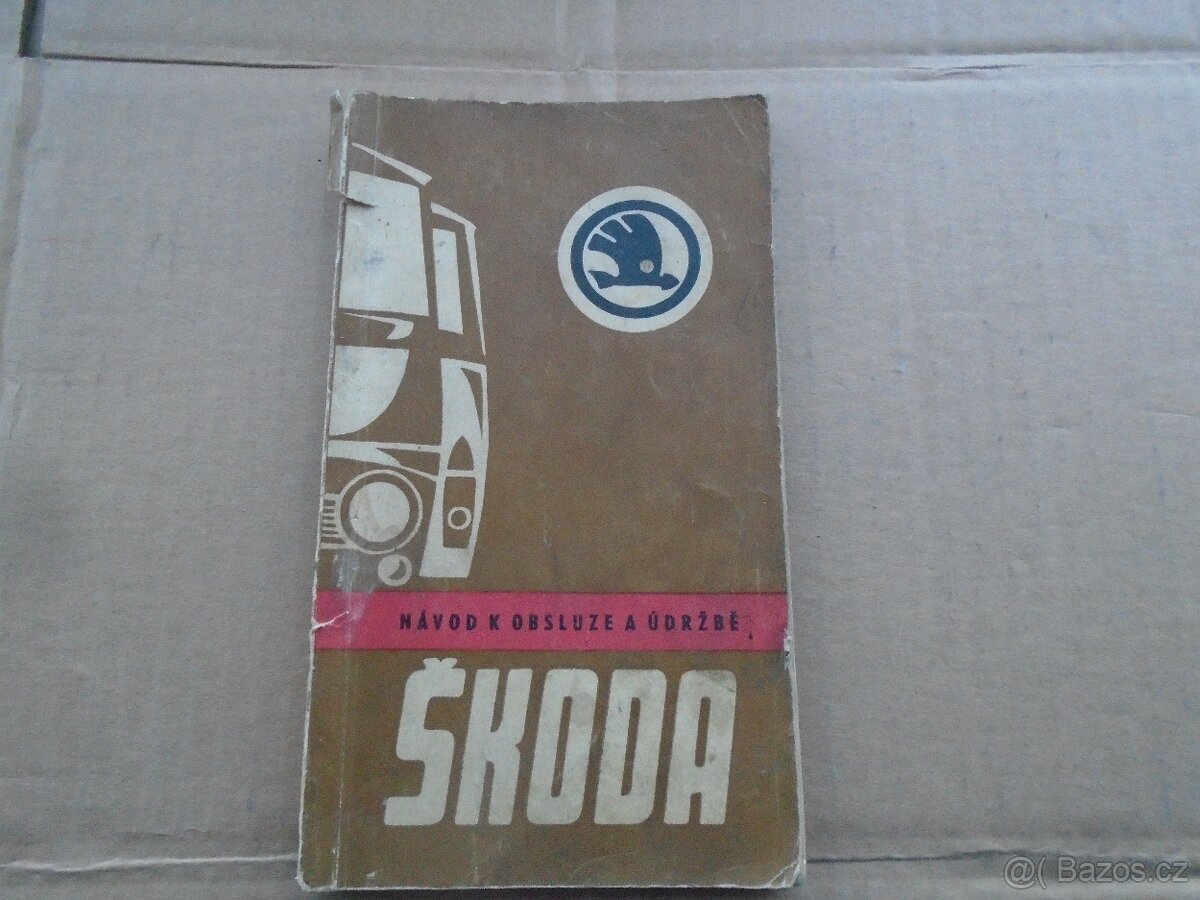 NÁVOD K OBSLUZE A ÚDRŽBĚ
ŠKODA
@( Bazos.cz